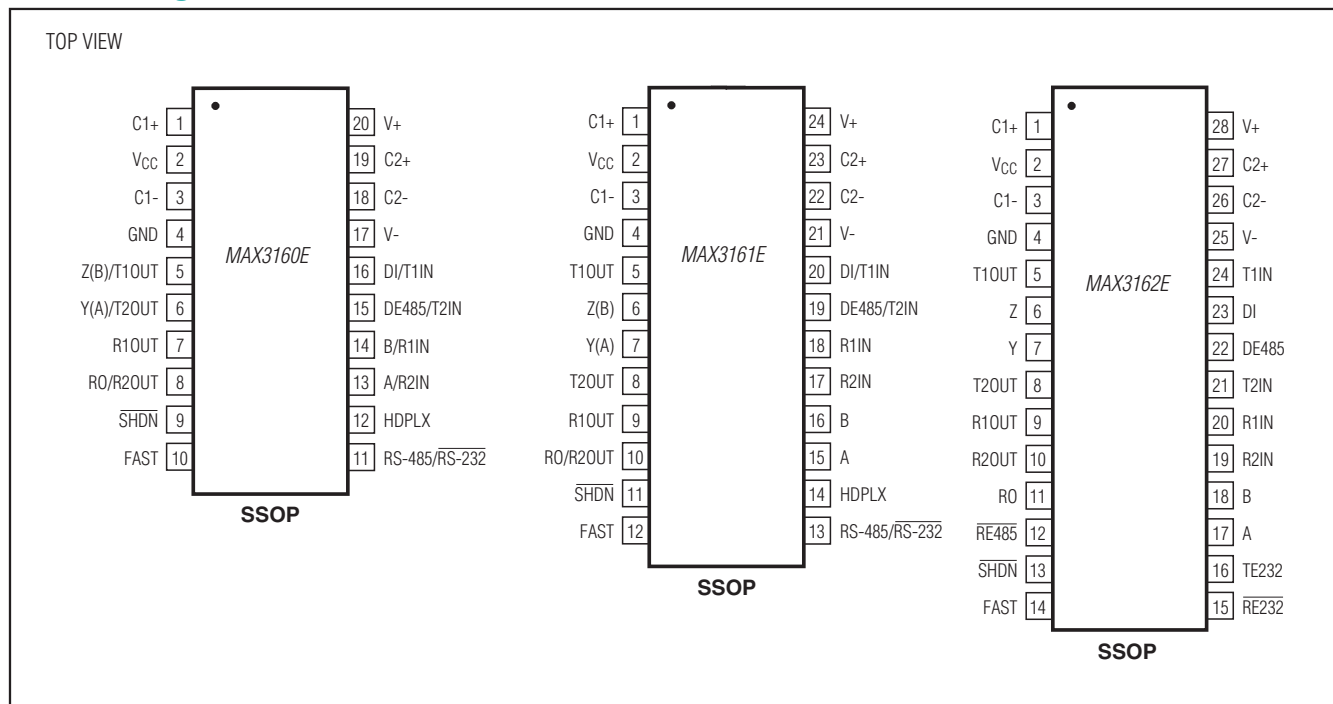 TOP VIEW
C1+ 1
VCC 2
C1- 3
GND 4
Z(B)/T1OUT 5
Y(A)/T2OUT 6
R1OUT 7
RO/R2OUT 8
SHDN 9
FAST 10
MAX3160E
20 V+
19 C2+
18 C2-
17 V-
16 DI/T1IN
15 DE485/T2IN
14 B/R1IN
13 A/R2IN
12 HDPLX
11 RS-485/RS-232
SSOP
C1+ 1
VCC 2
C1- 3
GND 4
T1OUT 5
Z(B) 6
Y(A) 7
T2OUT 8
R1OUT 9
RO/R2OUT 10
SHDN 11
FAST 12
MAX3161E
24 V+
23 C2+
22 C2-
21 V-
20 DI/T1IN
19 DE485/T2IN
18 R1IN
17 R2IN
16 B
15 A
14 HDPLX
13 RS-485/RS-232
SSOP
C1+ 1
VCC 2
C1- 3
GND 4
T1OUT 5
Z 6
Y 7
T2OUT 8
R1OUT 9
R2OUT 10
RO 11
RE485 12
SHDN 13
FAST 14
MAX3162E
28 V+
27 C2+
26 C2-
25 V-
24 T1IN
23 DI
22 DE485
21 T2IN
20 R1IN
19 R2IN
18 B
17 A
16 TE232
15 RE232
SSOP